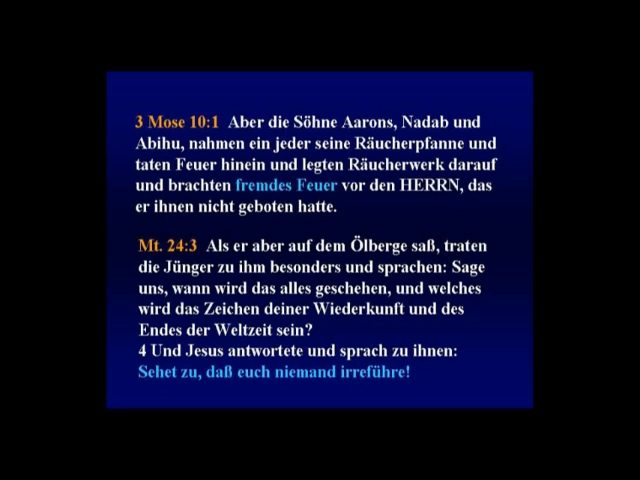 3 Mose 10:1 Aber die Söhne Aarons, Nadab und
Abihu, nahmen ein jeder seine Räucherpfanne und
taten Feuer hinein und legten Räucherwerk darauf
und brachten fremdes Feuer vor den HERRN, das
er ihnen nicht geboten hatte.
Mt. 24:3 Als er aber auf dem Ölberge saß, traten
die Jünger zu ihm besonders und sprachen: Sage
uns, wann wird das alles geschehen, und welches
wird das Zeichen deiner Wiederkunft und des
Endes der Weltzeit sein?
4 Und Jesus antwortete und sprach zu ihnen:
Sehet zu, daß euch niemand irreführe!